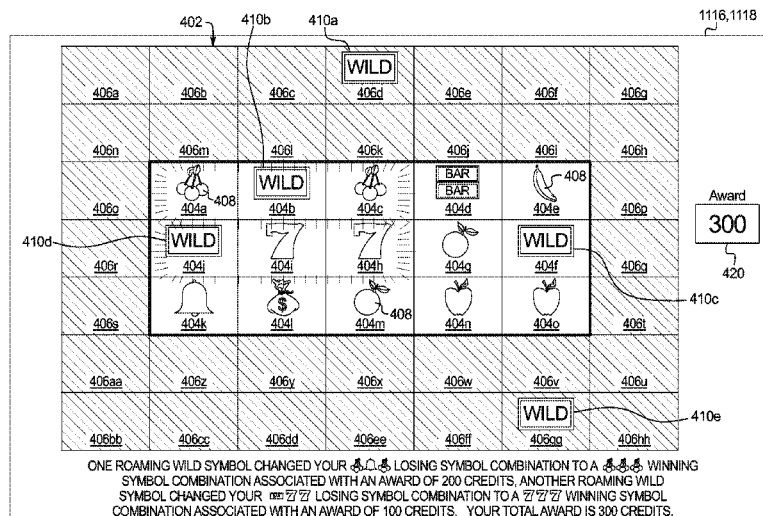 1116,1118
402
410b
410a
WILD
406a 406b 406c 406d 406e 406f 406g
406n 406m 406l 406k 406j 406i 406h
WILD BAR
BAR
408 408
406o 404a 404b 404c 404d 404e 406p
Award
300
420
410d
WILD 7 7 WILD
406r 404j 404i 404h 404g 404f 406q
410c
$
408
406s 404k 404l 404m 404n 404o 406t
406aa 406z 406y 406x 406w 406v 406u
WILD
410e
406bb 406cc 406dd 406ee 406ff 406gg 406hh
ONE ROAMING WILD SYMBOL CHANGED YOUR LOSING SYMBOL COMBINATION TO A WINNING
SYMBOL COMBINATION ASSOCIATED WITH AN AWARD OF 200 CREDITS, ANOTHER ROAMING WILD
SYMBOL CHANGED YOUR 77 LOSING SYMBOL COMBINATION TO A 777 WINNING SYMBOL
COMBINATION ASSOCIATED WITH AN AWARD OF 100 CREDITS. YOUR TOTAL AWARD IS 300 CREDITS.